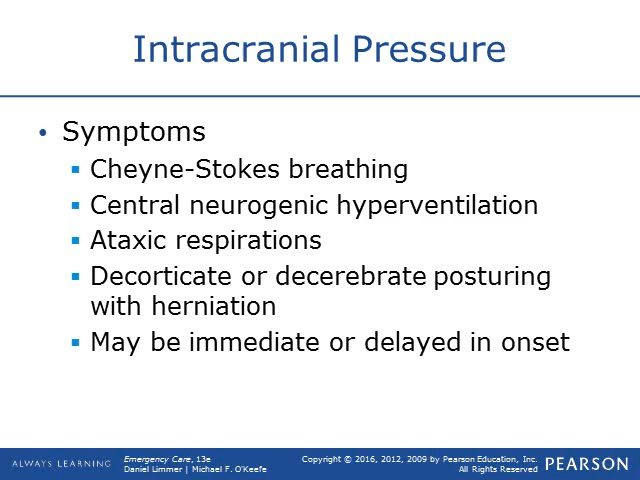 Intracranial Pressure
• Symptoms
▪ Cheyne-Stokes breathing
▪ Central neurogenic hyperventilation
▪ Ataxic respirations
▪ Decorticate or decerebrate posturing
with herniation
▪ May be immediate or delayed in onset
ALWAYS LEARNING
Emergency Care, 13e
Daniel Limmer | Michael F. O'Keefe
Copyright © 2016, 2012, 2009 by Pearson Education, Inc.
All Rights Reserved
PEARSON